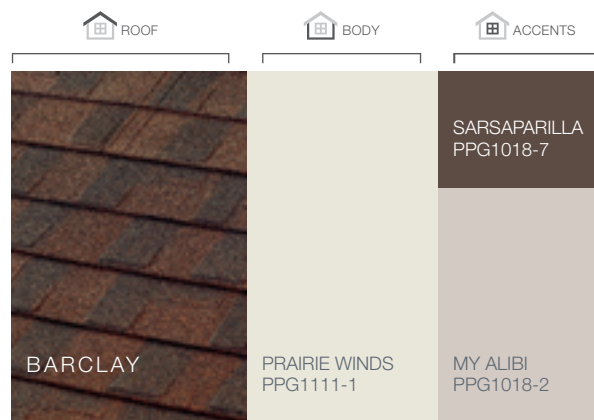 ROOF
BODY
ACCENTS
SARSAPARILLA
PPG1018-7
BARCLAY
PRAIRIE WINDS
PPG1111-1
MY ALIBI
PPG1018-2